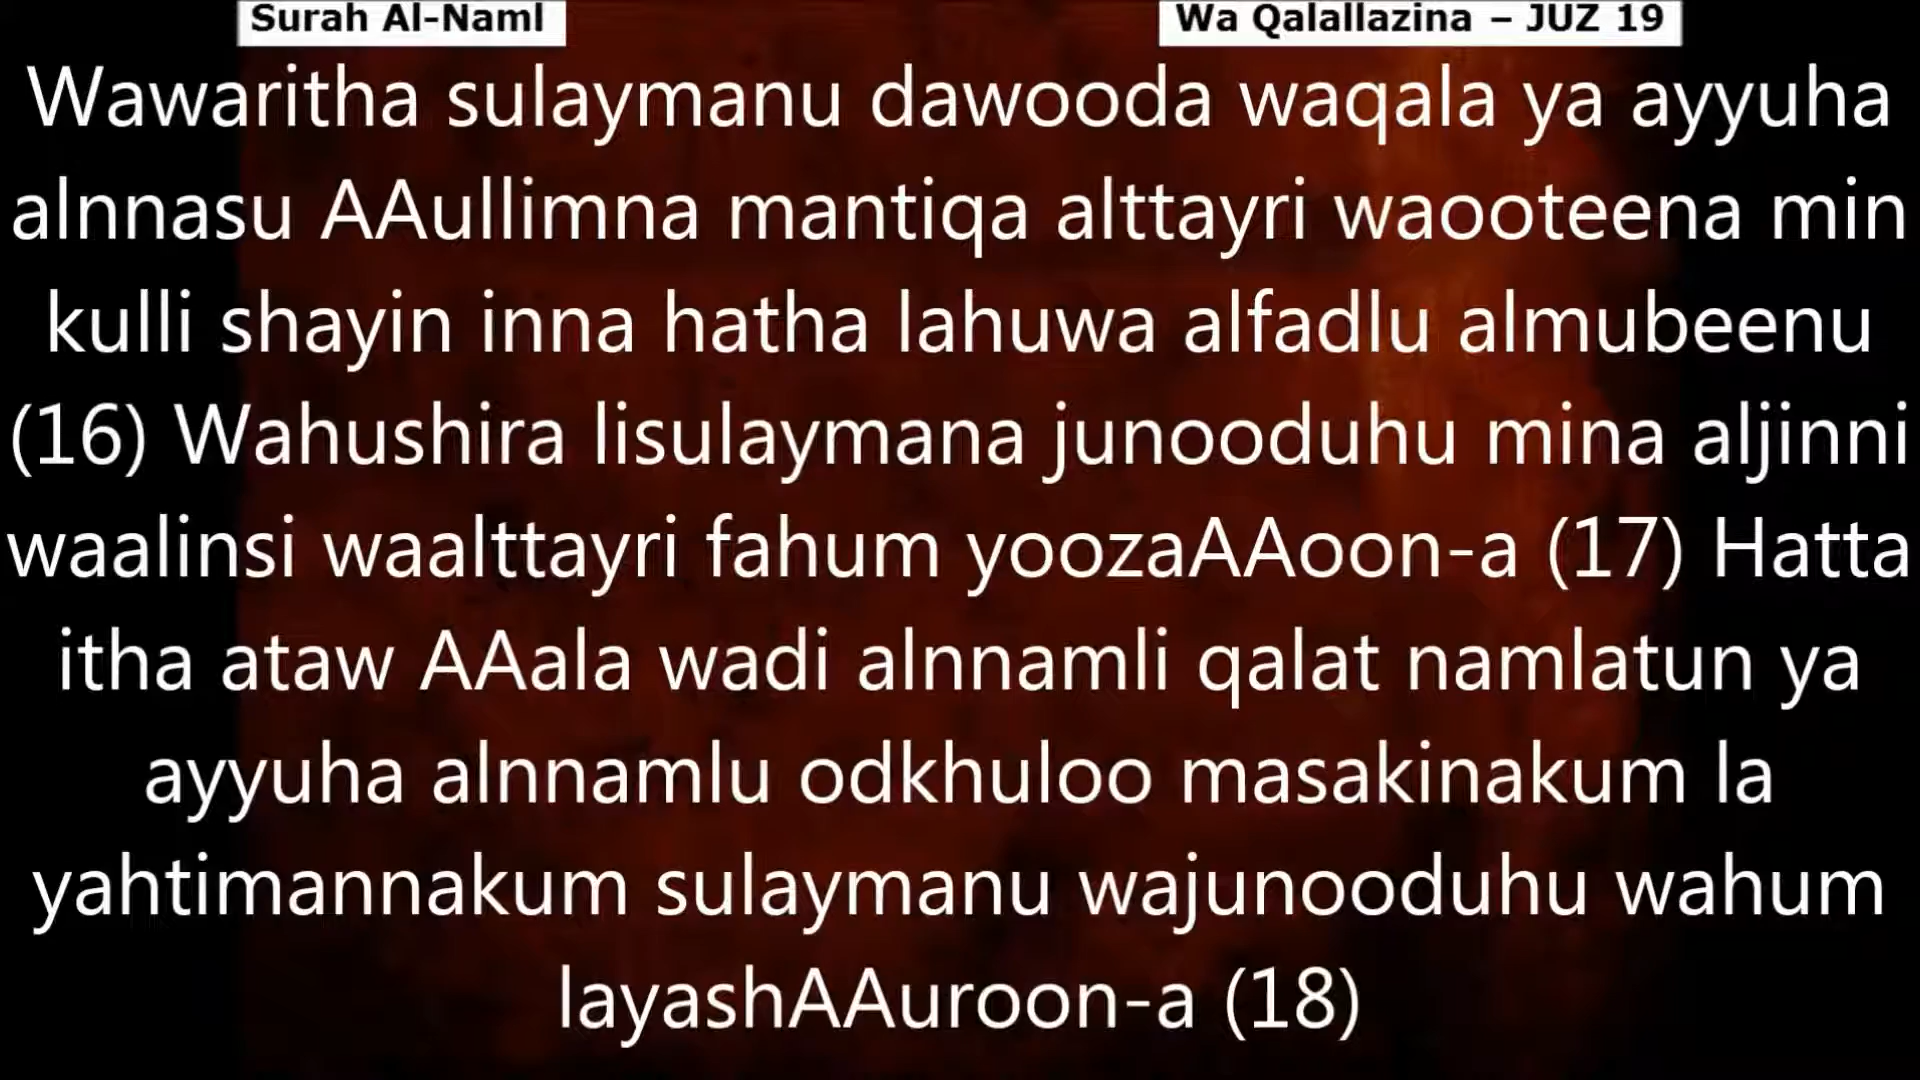 Surah Al-Naml
Wa Qalallazina – JUZ 19
Wawaritha sulaymanu dawooda waqala ya ayyuha
alnnasu AAullimna mantiqa alttayri waooteena min
kulli shayin inna hatha lahuwa alfadlu almubeenu
(16) Wahushira lisulaymana junooduhu mina aljinni
waalinsi waalttayri fahum yoozaAAoon-a (17) Hatta
itha ataw AAala wadi alnnamli qalat namlatun ya
ayyuha alnnamlu odkhuloo masakinakum la
yahtimannakum sulaymanu wajunooduhu wahum
layashAAuroon-a (18)